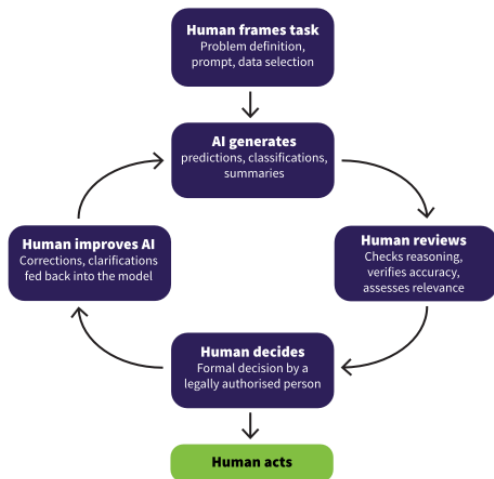 Human frames task
Problem definition,
prompt, data selection
AI generates
predictions, classifications,
summaries
Human reviews
Checks reasoning,
verifies accuracy,
assesses relevance
Human decides
Formal decision by a
legally authorised person
Human improves AI
Corrections, clarifications
fed back into the model
Human acts